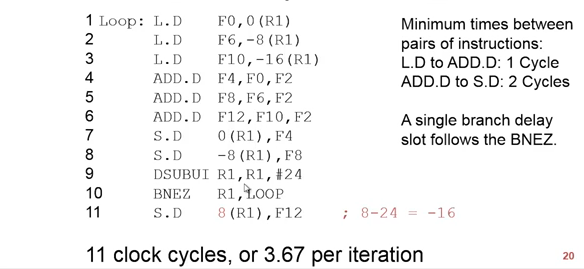 1 Loop: L.D F0,0(R1)
2 L.D F6,-8(R1)
3 L.D F10,-16(R1)
4 ADD.D F4,F0,F2
5 ADD.D F8,F6,F2
6 ADD.D F12,F10,F2
7 S.D 0(R1),F4
8 S.D -8(R1),F8
9 DSUBUI R1,R1,#24
10 BNEZ R1,LOOP
11 S.D 8(R1),F12 ; 8-24 = -16
Minimum times between
pairs of instructions:
L.D to ADD.D: 1 Cycle
ADD.D to S.D: 2 Cycles
A single branch delay
slot follows the BNEZ.
11 clock cycles, or 3.67 per iteration
20